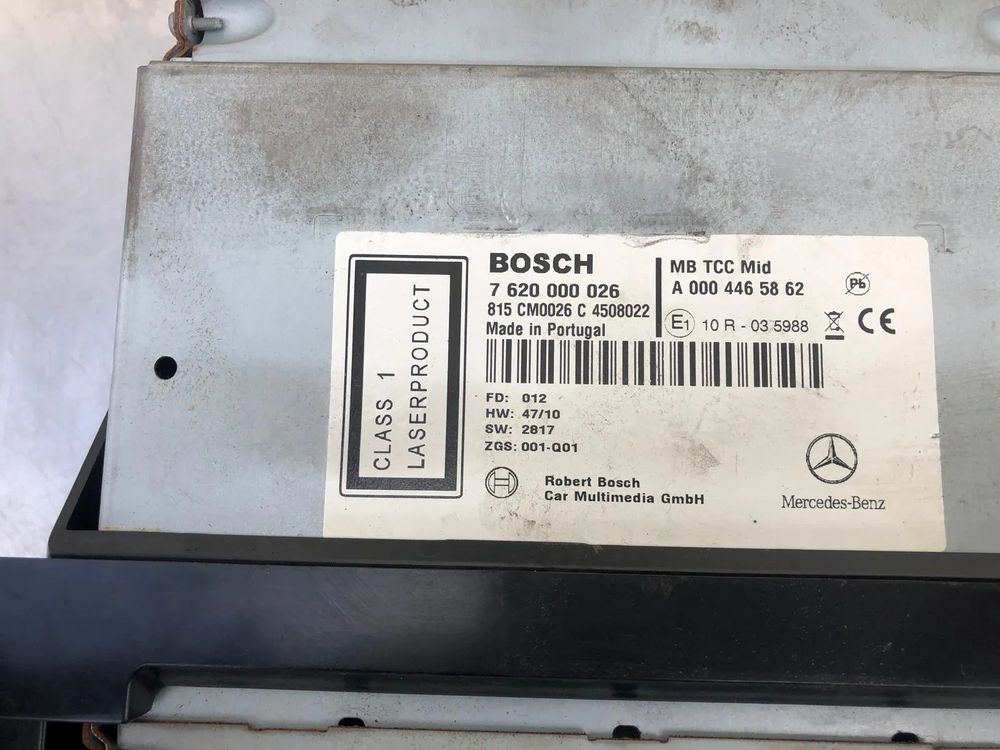 CLASS 1
LASERPRODUCT
BOSCH
7 620 000 026
815 CM0026 C 4508022
Made in Portugal
MB TCC Mid
A 000 446 58 62
E1 10 R - 03 5988
Pb
CE
FD: 012
HW: 47/10
SW: 2817
ZGS: 001-Q01
Robert Bosch
Car Multimedia GmbH
Mercedes-Benz